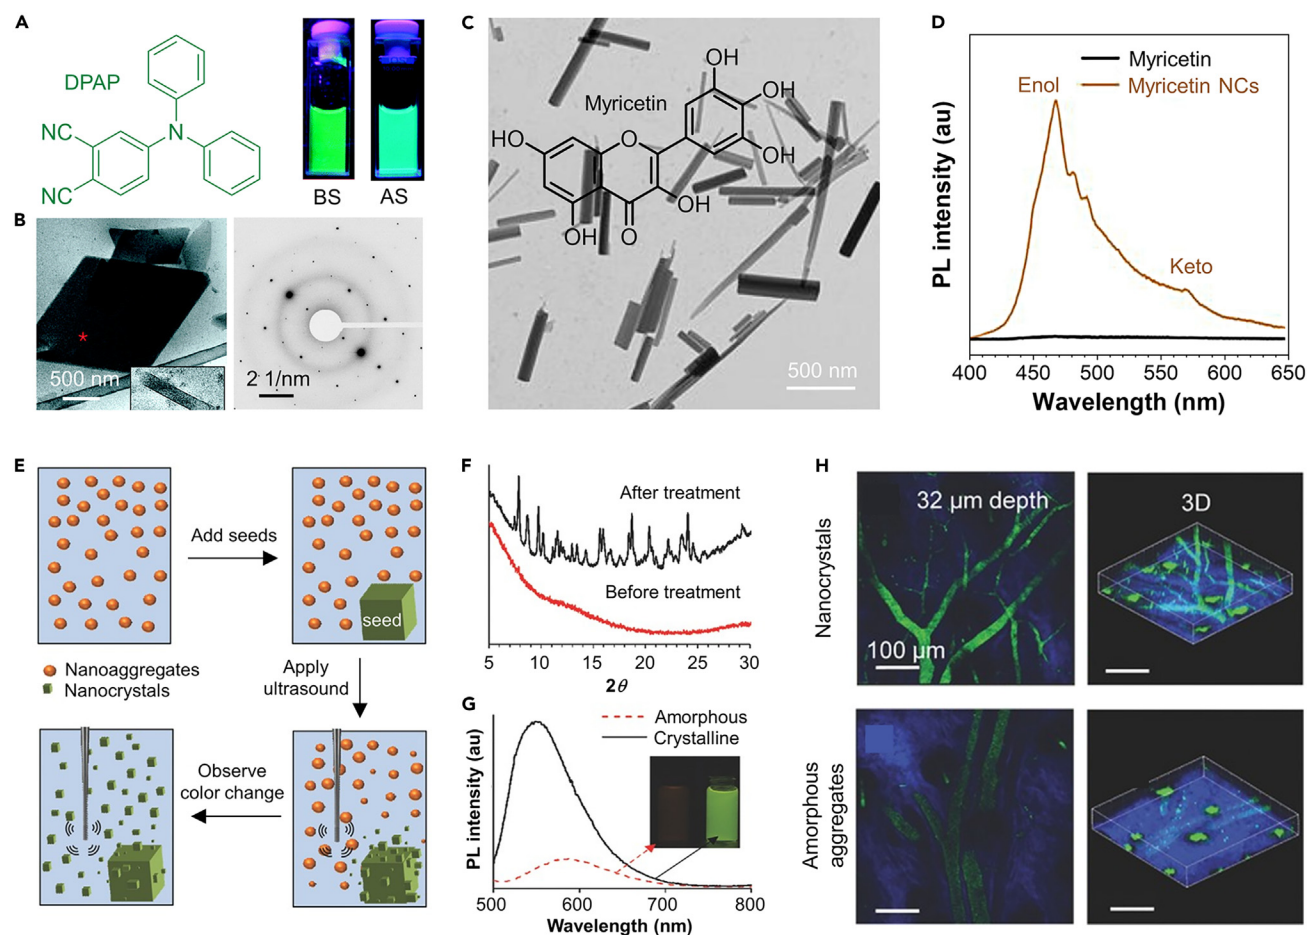 A
DPAP
NC
NC
N
BS
AS
B
*
500 nm
2 1/nm
C
Myricetin
OH
OH
OH
HO
O
OH
OH
O
500 nm
D
PL intensity (au)
Myricetin
Myricetin NCs
Enol
Keto
400
450
500
550
600
650
Wavelength (nm)
E
Add seeds
seed
Nanoaggregates
Nanocrystals
Apply
ultrasound
Observe
color change
F
After treatment
Before treatment
5
10
15
20
25
30
2θ
G
PL intensity (au)
Amorphous
Crystalline
500
600
700
800
Wavelength (nm)
H
Nanocrystals
32 µm depth
100 µm
3D
Amorphous
aggregates